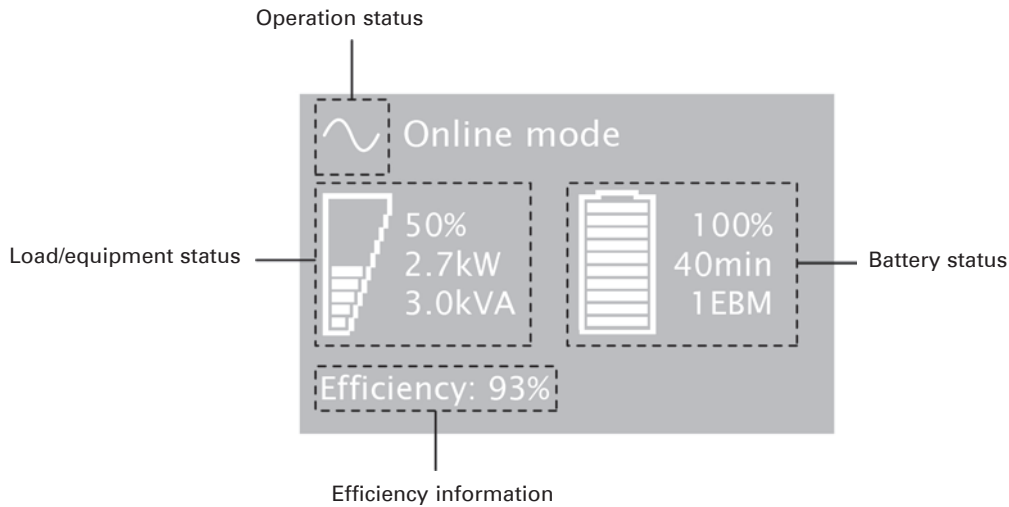 Operation status
Online mode
Load/equipment status
50%
2.7kW
3.0kVA
100%
40min
1EBM
Battery status
Efficiency: 93%
Efficiency information